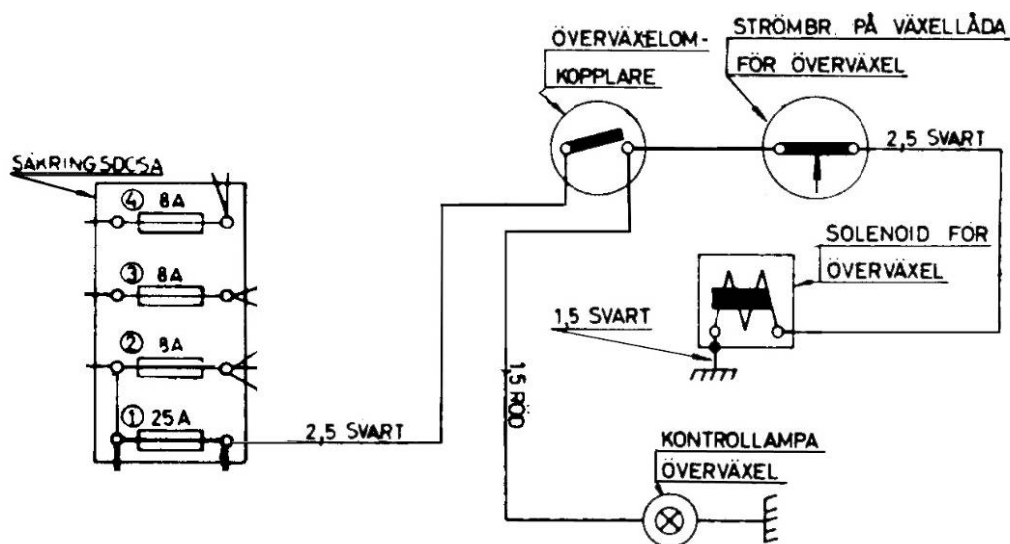 ÖVERVÄXELOM-
KOPPLARE
STRÖMBR. PÅ VÄXELLÅDA
FÖR ÖVERVÄXEL
2,5 SVART
SÄKRINGSDOSA
4 8A
3 8A
2 8A
1 25A
2,5 SVART
1,5 RÖD
1,5 SVART
SOLENOID FÖR
ÖVERVÄXEL
KONTROLLAMPA
ÖVERVÄXEL